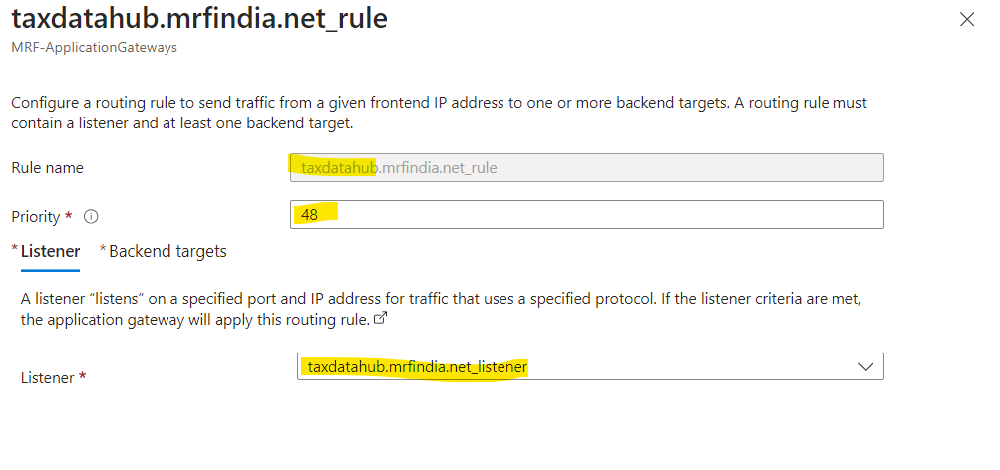 taxdatahub.mrfindia.net_rule
MRF-ApplicationGateways
Configure a routing rule to send traffic from a given frontend IP address to one or more backend targets. A routing rule must
contain a listener and at least one backend target.
Rule name
taxdatahub.mrfindia.net_rule
Priority *
48
* Listener
* Backend targets
A listener “listens” on a specified port and IP address for traffic that uses a specified protocol. If the listener criteria are met,
the application gateway will apply this routing rule.
Listener *
taxdatahub.mrfindia.net_listener